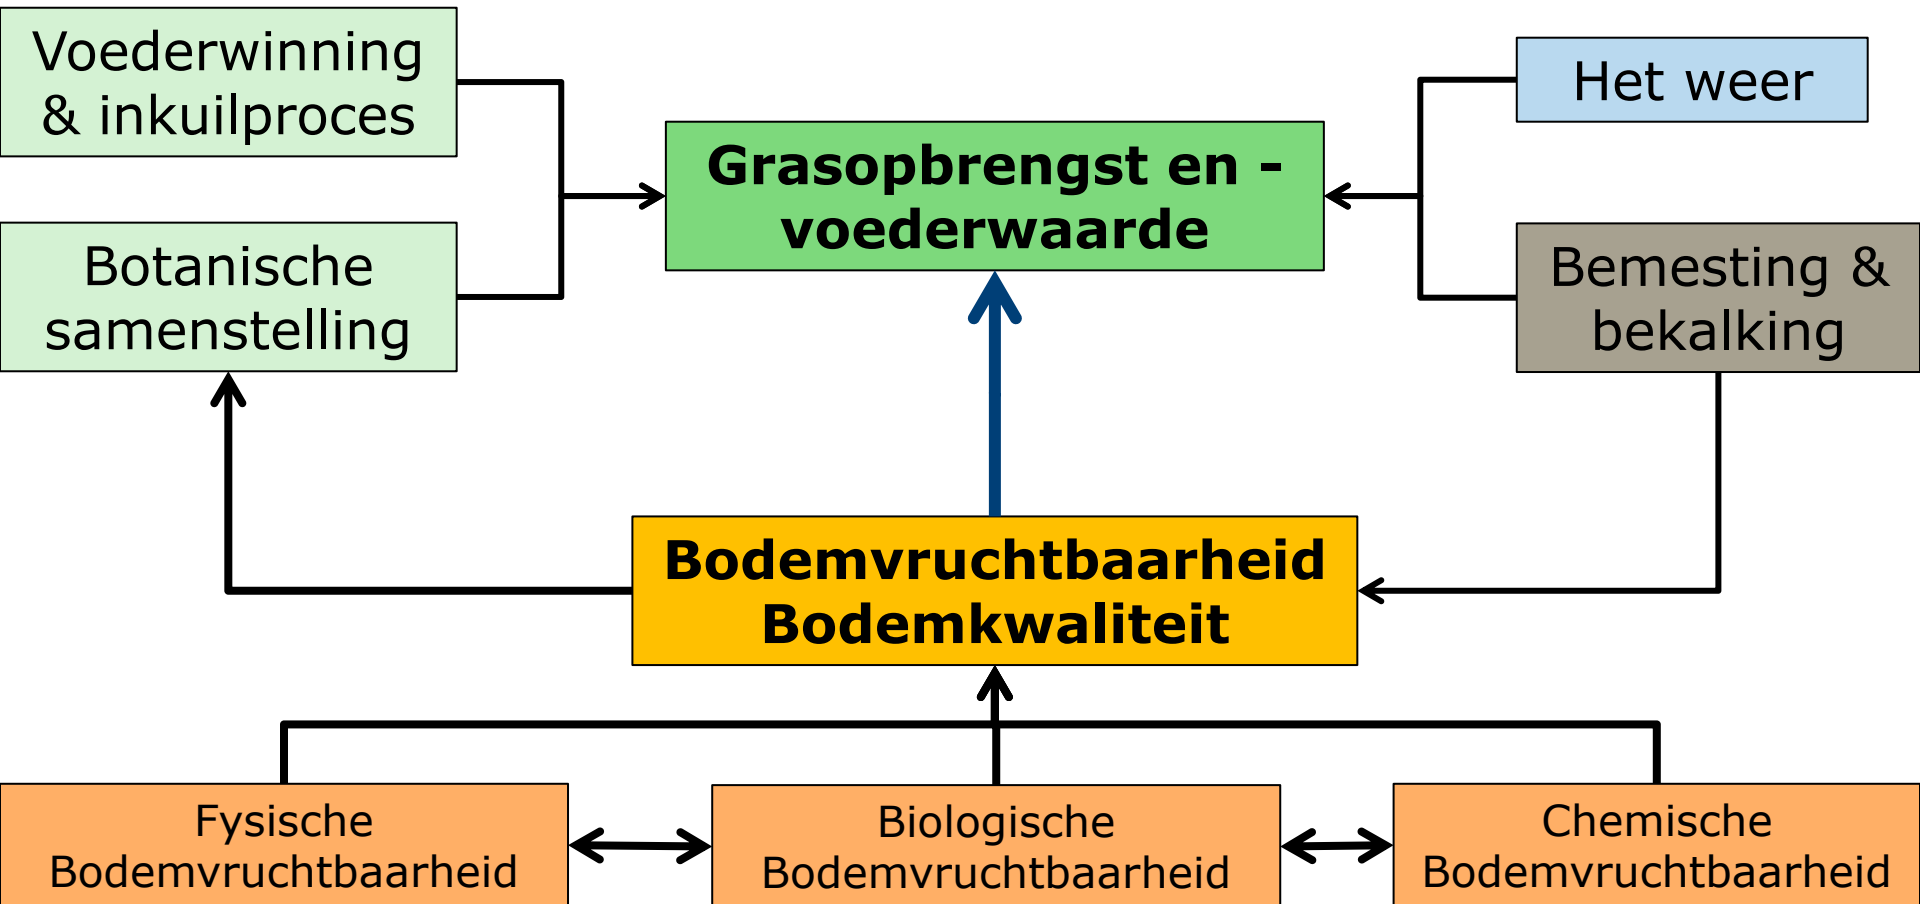 Voederwinning
& inkuilproces
Het weer
Grasopbrengst en -
voederwaarde
Botanische
samenstelling
Bemesting &
bekalking
Bodemvruchtbaarheid
Bodemkwaliteit
Fysische
Bodemvruchtbaarheid
Biologische
Bodemvruchtbaarheid
Chemische
Bodemvruchtbaarheid